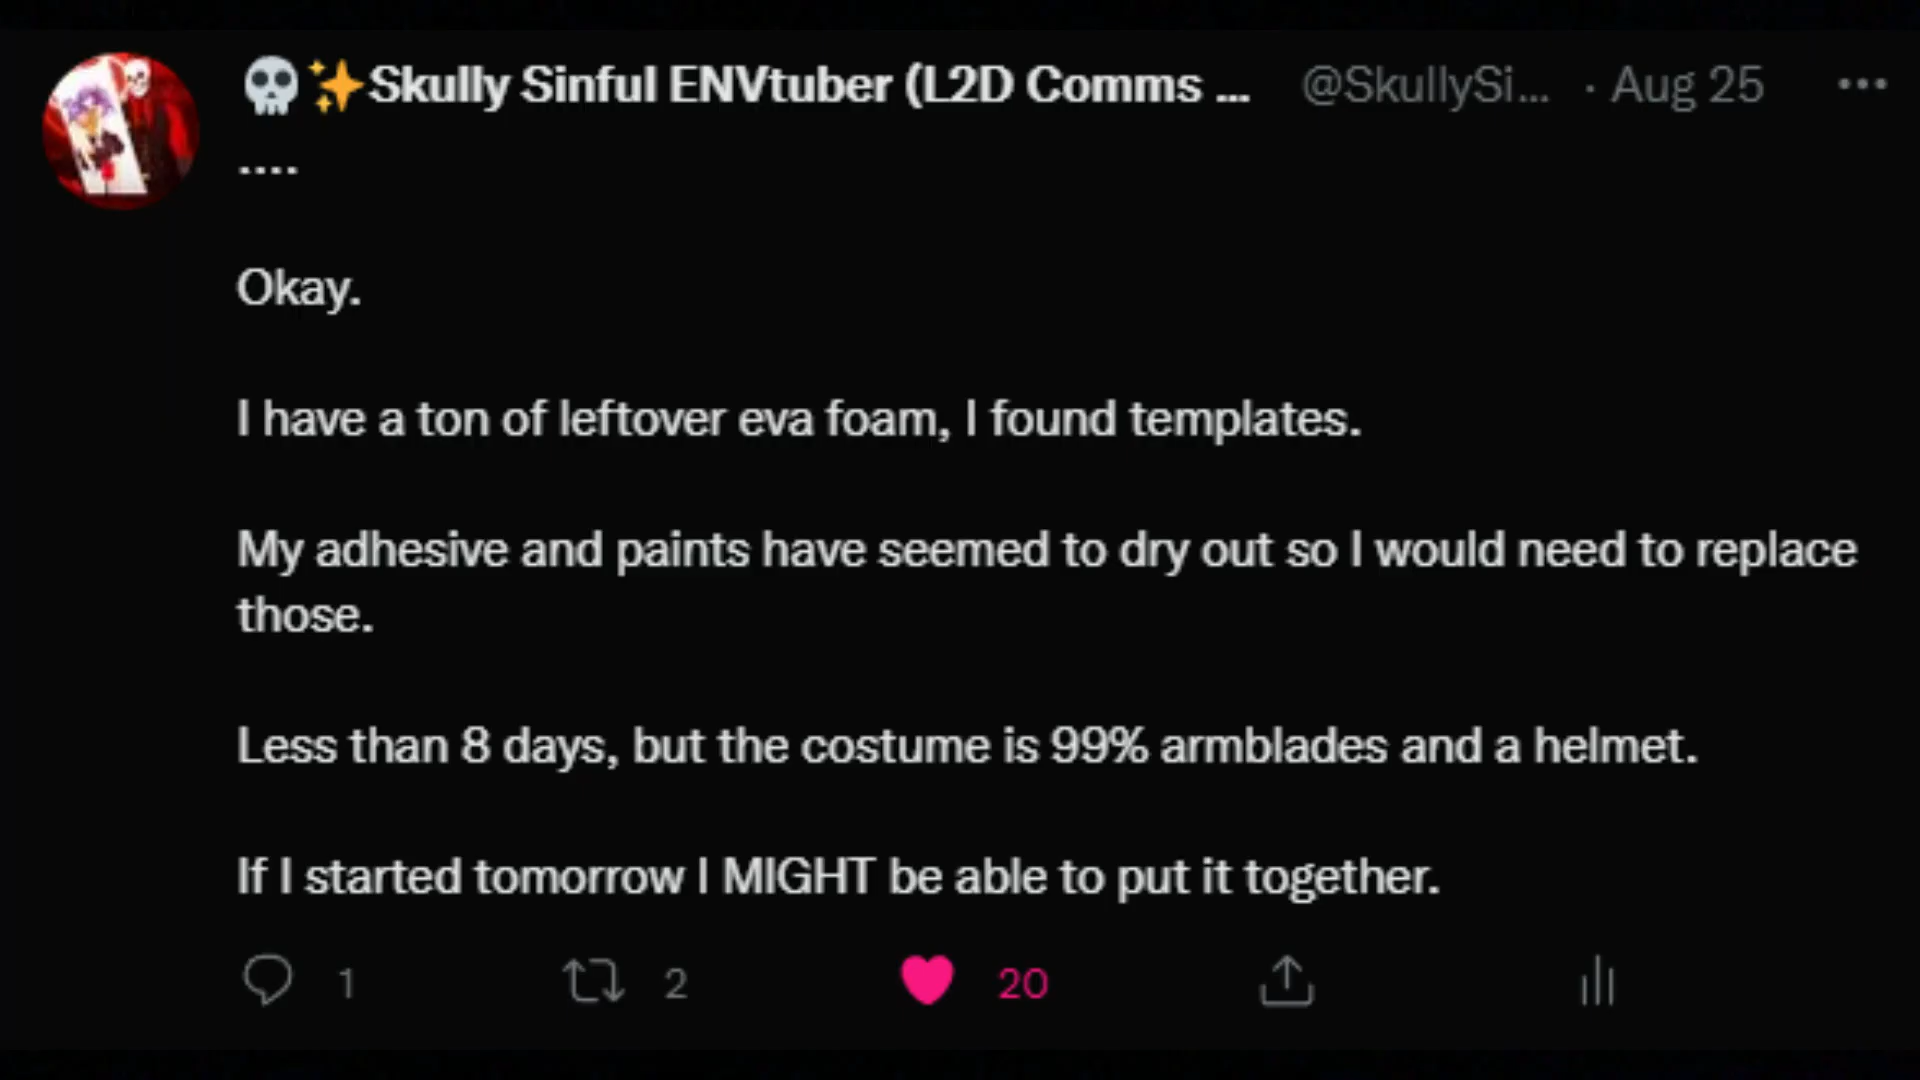 💀✨Skully Sinful ENVtuber (L2D Comms ... @SkullySi... · Aug 25
....
Okay.
I have a ton of leftover eva foam, I found templates.
My adhesive and paints have seemed to dry out so I would need to replace
those.
Less than 8 days, but the costume is 99% armblades and a helmet.
If I started tomorrow I MIGHT be able to put it together.
1 2 20